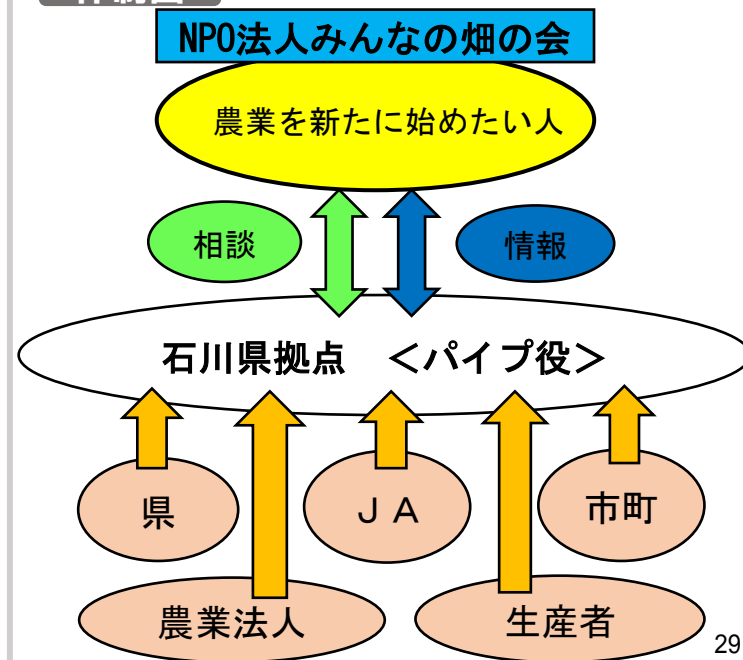 NPO法人みんなの畑の会
農業を新たに始めたい人
相談
情報
石川県拠点 ＜パイプ役＞
県
ＪＡ
市町
農業法人
生産者
29